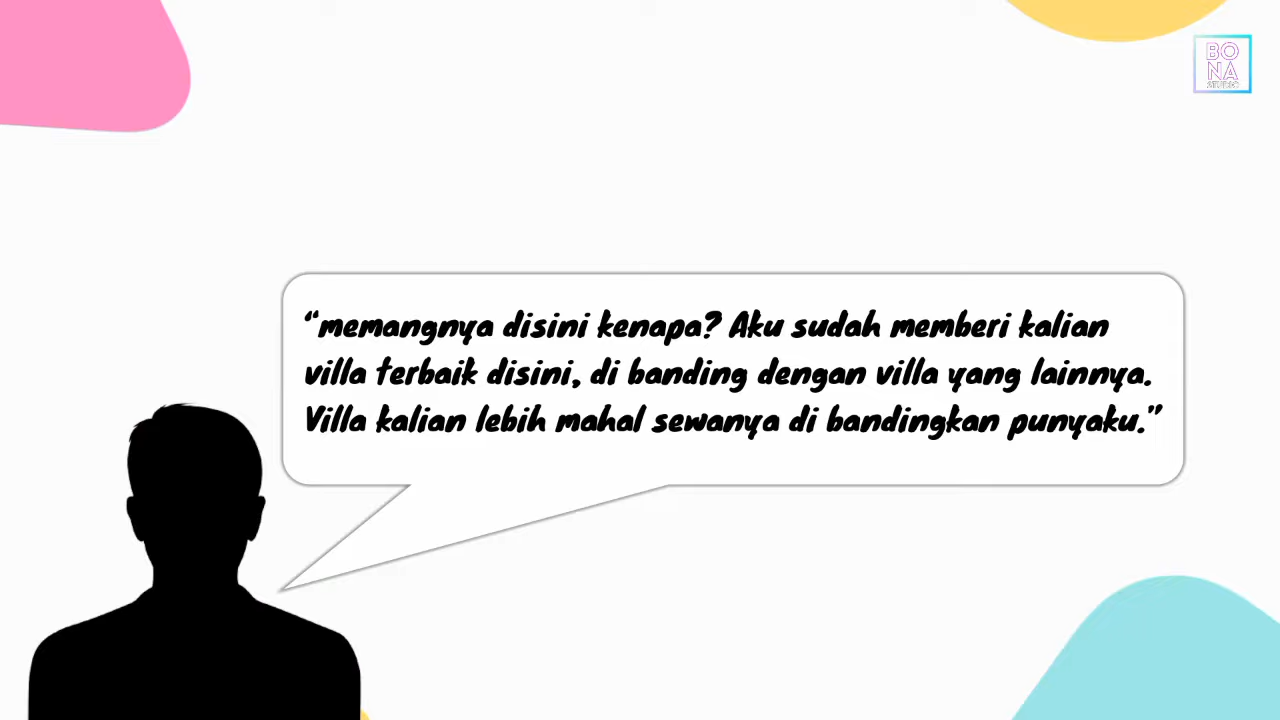 BO
NA
STUDIO
“memangnya disini kenapa? Aku sudah memberi kalian
villa terbaik disini, di banding dengan villa yang lainnya.
Villa kalian lebih mahal sewanya di bandingkan punyaku.”